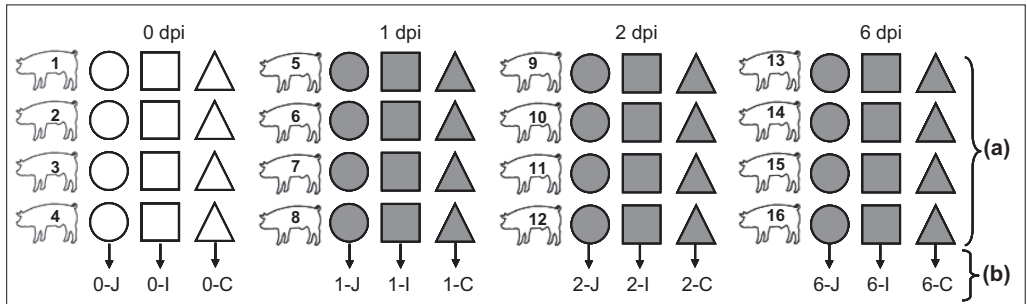 0 dpi 1 dpi 2 dpi 6 dpi
1 5 9 13
2 6 10 14
3 7 11 15
(a)
4 8 12 16
0-J 0-I 0-C 1-J 1-I 1-C 2-J 2-I 2-C 6-J 6-I 6-C
(b)